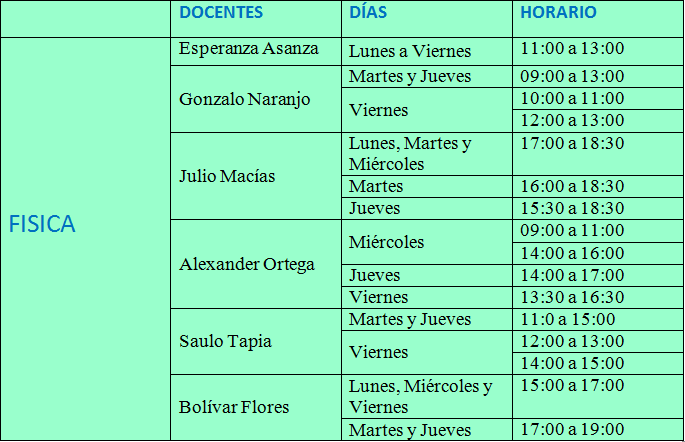 DOCENTES DÍAS HORARIO
FISICA
Esperanza Asanza Lunes a Viernes 11:00 a 13:00
Gonzalo Naranjo Martes y Jueves 09:00 a 13:00
Viernes 10:00 a 11:00
12:00 a 13:00
Julio Macías Lunes, Martes y 17:00 a 18:30
Miércoles
Martes 16:00 a 18:30
Jueves 15:30 a 18:30
Alexander Ortega Miércoles 09:00 a 11:00
14:00 a 16:00
Jueves 14:00 a 17:00
Viernes 13:30 a 16:30
Saulo Tapia Martes y Jueves 11:0 a 15:00
Viernes 12:00 a 13:00
14:00 a 15:00
Bolívar Flores Lunes, Miércoles y 15:00 a 17:00
Viernes
Martes y Jueves 17:00 a 19:00